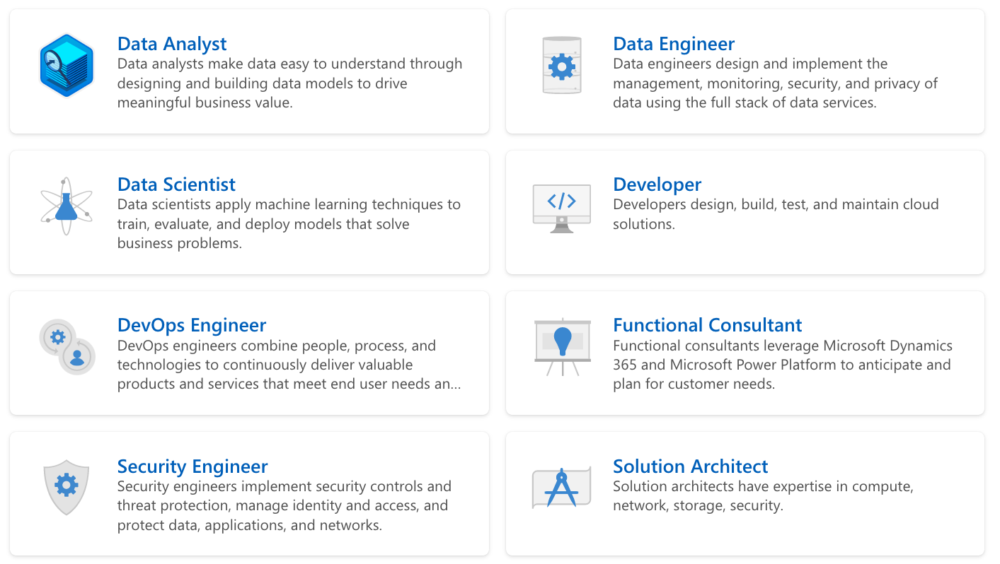 Data Analyst
Data analysts make data easy to understand through
designing and building data models to drive
meaningful business value.
Data Engineer
Data engineers design and implement the
management, monitoring, security, and privacy of
data using the full stack of data services.
Data Scientist
Data scientists apply machine learning techniques to
train, evaluate, and deploy models that solve
business problems.
Developer
Developers design, build, test, and maintain cloud
solutions.
DevOps Engineer
DevOps engineers combine people, process, and
technologies to continuously deliver valuable
products and services that meet end user needs an...
Functional Consultant
Functional consultants leverage Microsoft Dynamics
365 and Microsoft Power Platform to anticipate and
plan for customer needs.
Security Engineer
Security engineers implement security controls and
threat protection, manage identity and access, and
protect data, applications, and networks.
Solution Architect
Solution architects have expertise in compute,
network, storage, security.